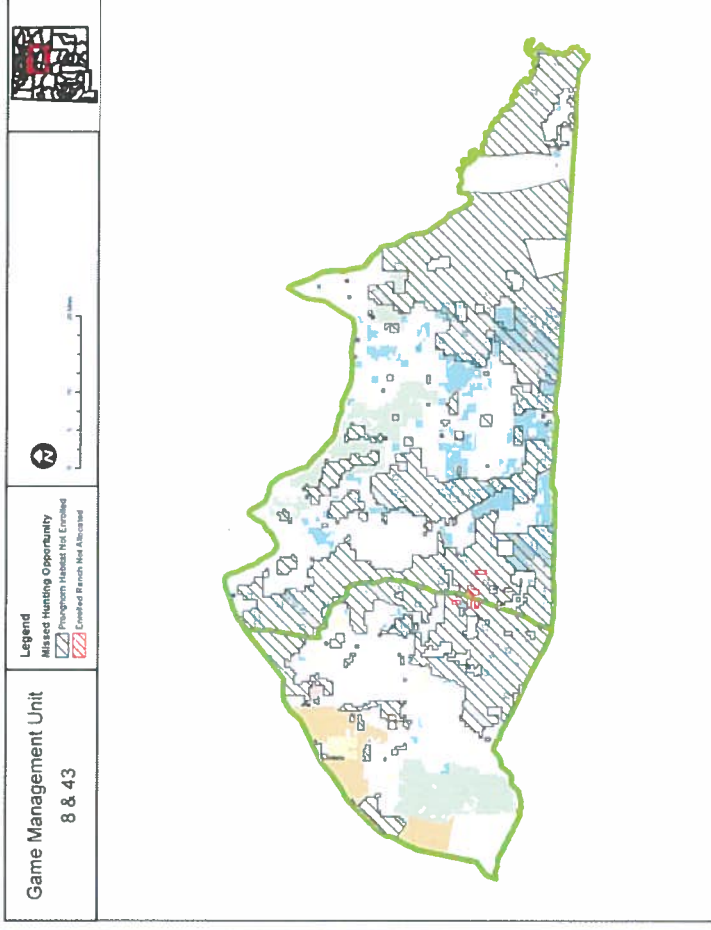 Game Management Unit
8 & 43
Legend
Missed Hunting Opportunity
Pronghorn Habitat Not Enrolled
Enrolled Ranch Not Allocated
N